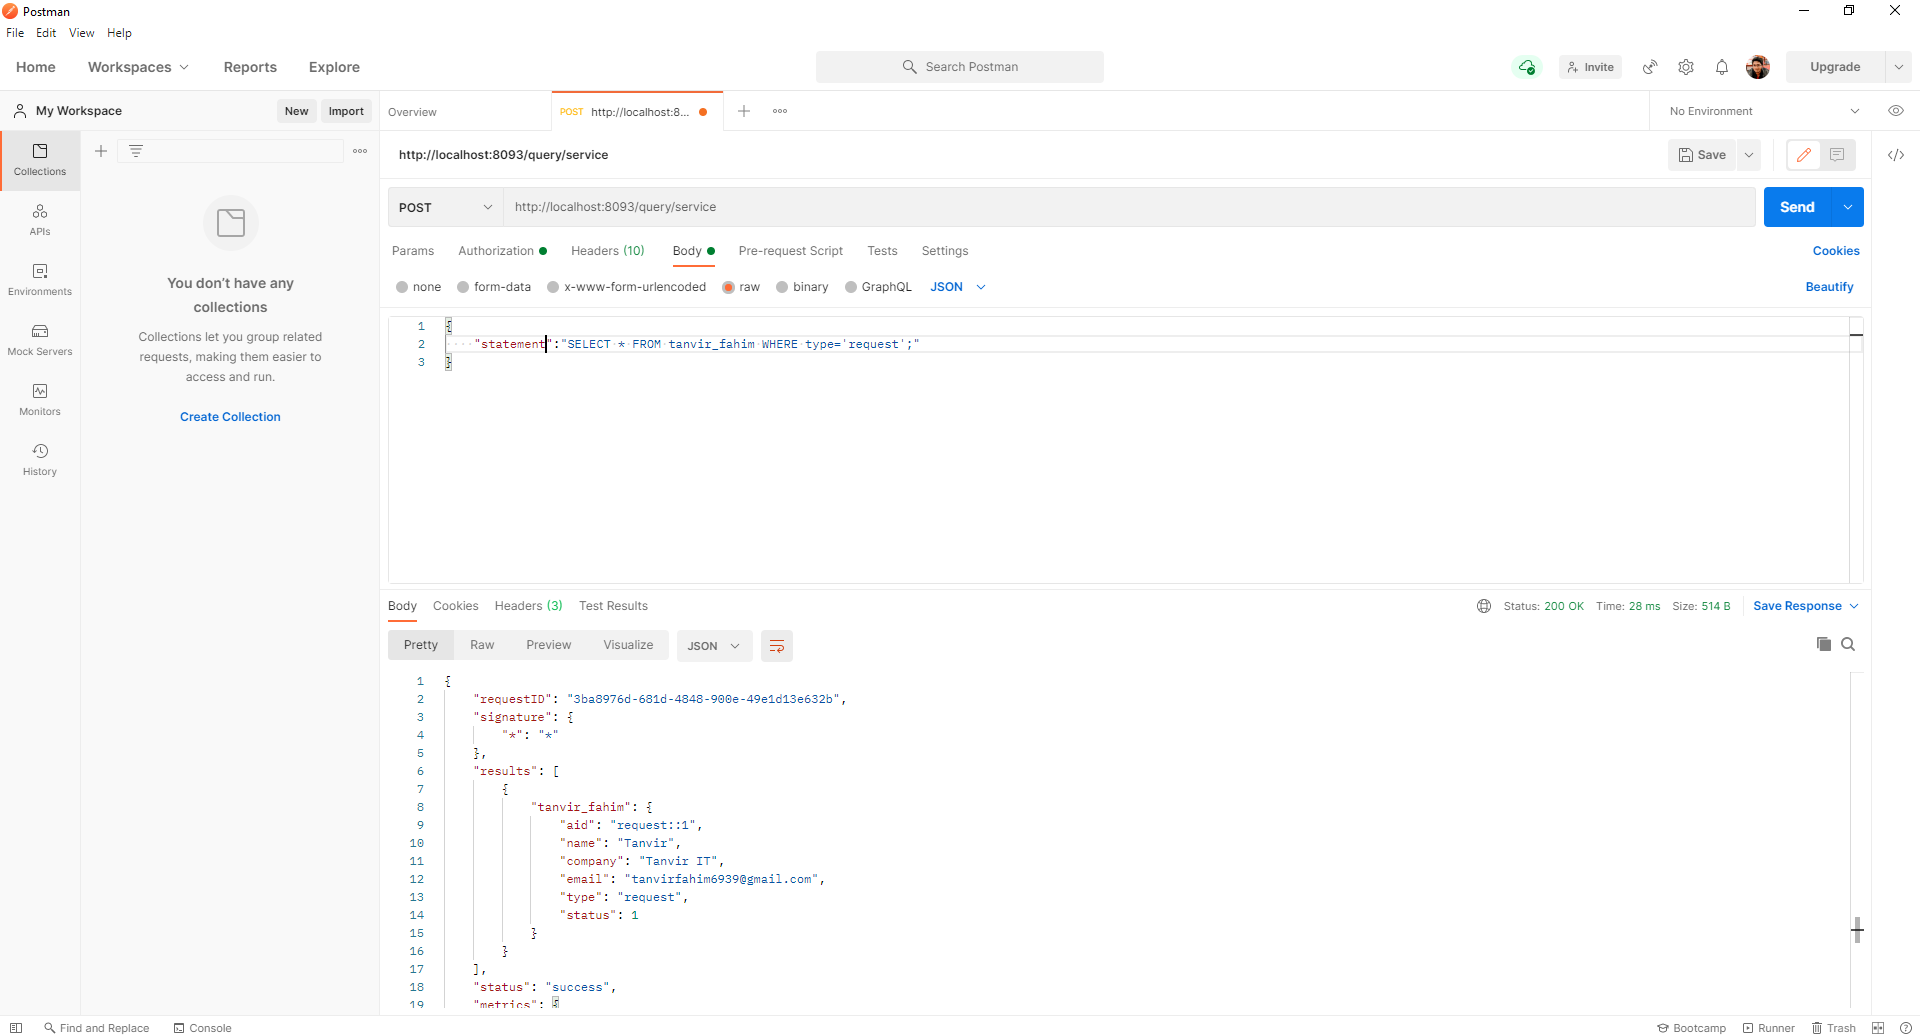 Postman
File Edit View Help
Home Workspaces Reports Explore Search Postman Invite Upgrade
My Workspace New Import Overview POST http://localhost:8... No Environment
Collections
APIs
Environments
Mock Servers
Monitors
History
You don't have any
collections
Collections let you group related
requests, making them easier to
access and run.
Create Collection
http://localhost:8093/query/service Save
POST http://localhost:8093/query/service Send
Params Authorization Headers (10) Body Pre-request Script Tests Settings Cookies
none form-data x-www-form-urlencoded raw binary GraphQL JSON Beautify
1 {
2 "statement":"SELECT * FROM tanvir_fahim WHERE type='request';"
3 }
Body Cookies Headers (3) Test Results Status: 200 OK Time: 28 ms Size: 514 B Save Response
Pretty Raw Preview Visualize JSON
1 {
2 "requestID": "3ba8976d-681d-4848-900e-49e1d13e632b",
3 "signature": {
4 "*": "*"
5 },
6 "results": [
7 {
8 "tanvir_fahim": {
9 "aid": "request::1",
10 "name": "Tanvir",
11 "company": "Tanvir IT",
12 "email": "tanvirfahim6939@gmail.com",
13 "type": "request",
14 "status": 1
15 }
16 }
17 ],
18 "status": "success",
19 "metrics": {
Find and Replace Console Bootcamp Runner Trash